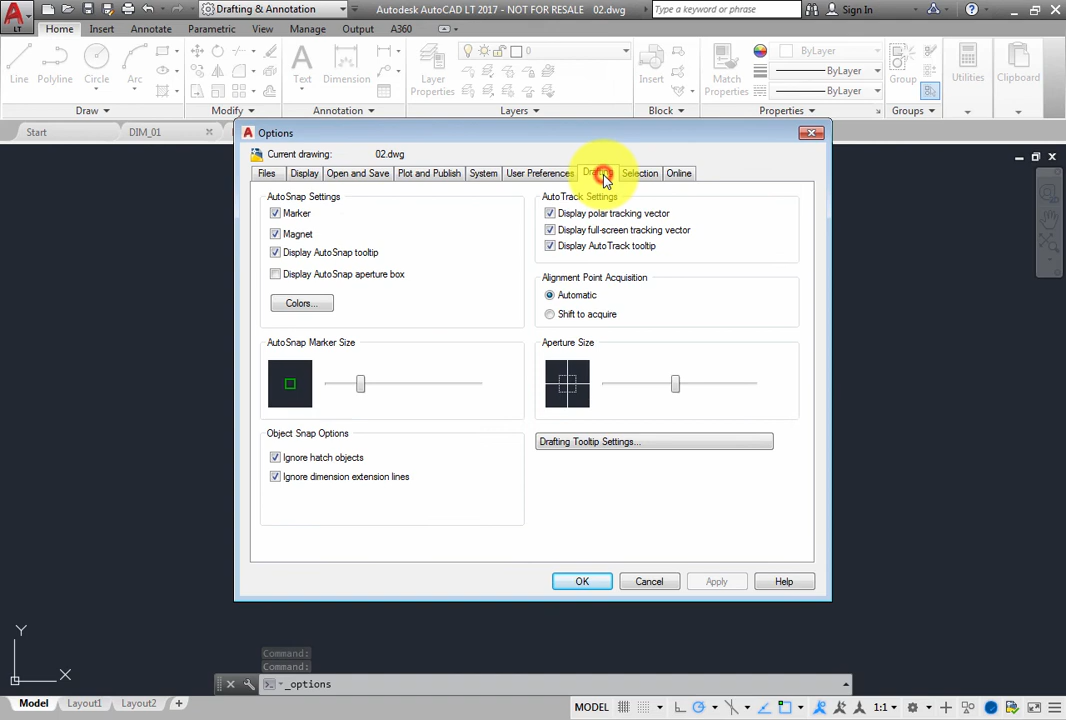 Drafting & Annotation
Autodesk AutoCAD LT 2017 - NOT FOR RESALE 02.dwg
Type a keyword or phrase
Sign In
LT
Home Insert Annotate Parametric View Manage Output A360
Line Polyline Circle Arc Text Dimension Layer Properties 0 Insert Match Properties ByLayer Group Utilities Clipboard
ByLayer
ByLayer
Draw Modify Annotation Layers Block Properties Groups
Start DIM_01
Options
Current drawing: 02.dwg
Files Display Open and Save Plot and Publish System User Preferences Drafting Selection Online
AutoSnap Settings
Marker
Magnet
Display AutoSnap tooltip
Display AutoSnap aperture box
Colors...
AutoSnap Marker Size
Object Snap Options
Ignore hatch objects
Ignore dimension extension lines
AutoTrack Settings
Display polar tracking vector
Display full-screen tracking vector
Display AutoTrack tooltip
Alignment Point Acquisition
Automatic
Shift to acquire
Aperture Size
Drafting Tooltip Settings...
OK Cancel Apply Help
Y
X
Command:
Command:
_options
Model Layout1 Layout2 +
MODEL 1:1